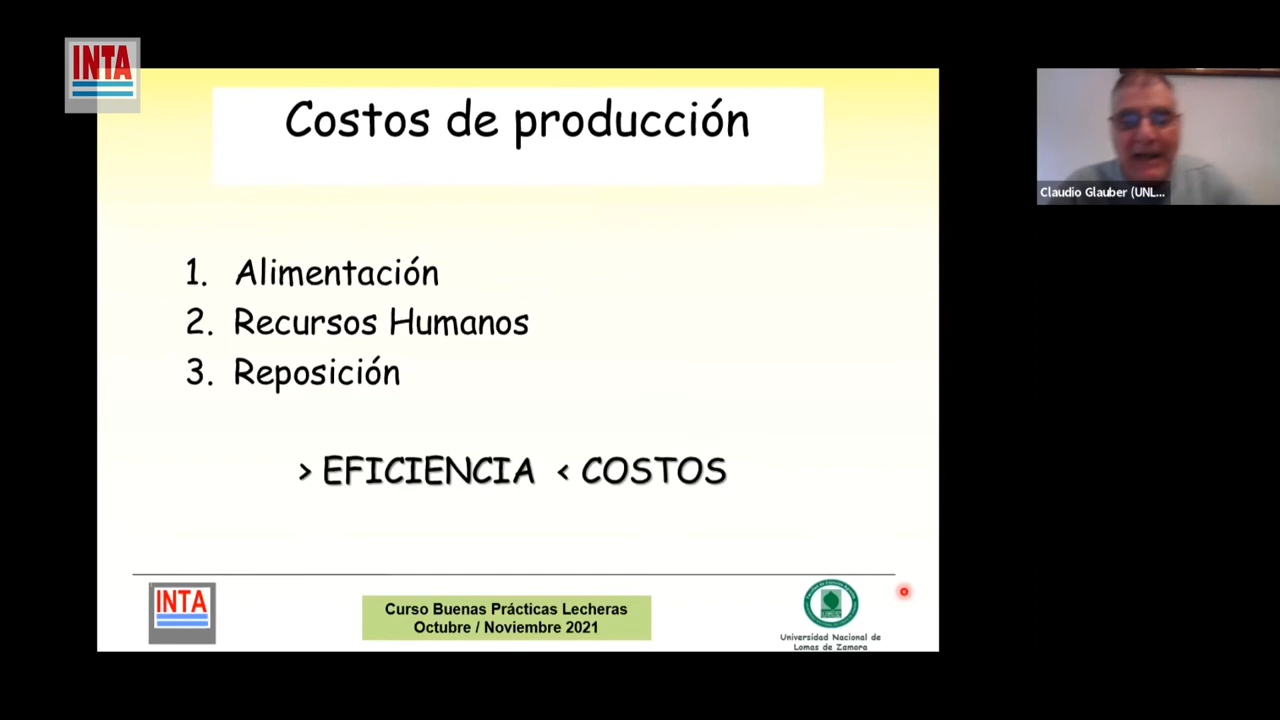 INTA
Costos de producción
1. Alimentación
2. Recursos Humanos
3. Reposición
> EFICIENCIA < COSTOS
INTA
Curso Buenas Prácticas Lecheras
Octubre / Noviembre 2021
Universidad Nacional de
Lomas de Zamora
Claudio Glauber (UNL...